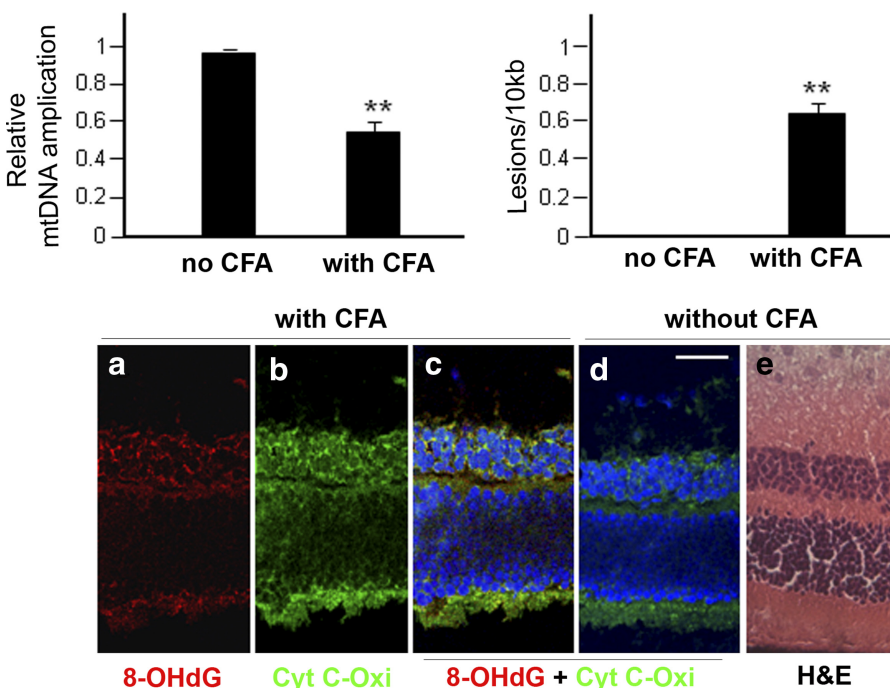 Relative
mtDNA amplication
1
0.8
0.6
0.4
0.2
0
**
no CFA
with CFA
Lesions/10kb
1
0.8
0.6
0.4
0.2
0
**
no CFA
with CFA
with CFA
without CFA
a
b
c
d
e
8-OHdG
Cyt C-Oxi
8-OHdG + Cyt C-Oxi
H&E